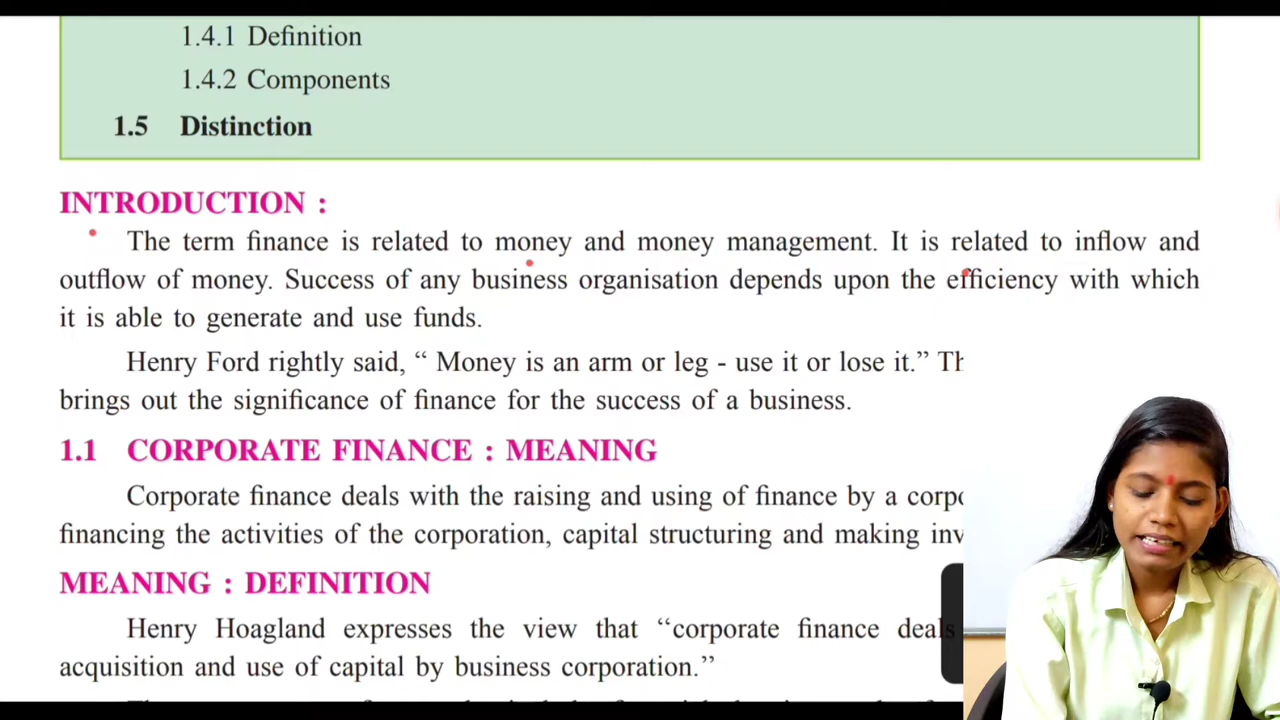 1.4.1 Definition
1.4.2 Components
1.5 Distinction
INTRODUCTION :
The term finance is related to money and money management. It is related to inflow and
outflow of money. Success of any business organisation depends upon the efficiency with which
it is able to generate and use funds.
Henry Ford rightly said, “ Money is an arm or leg - use it or lose it.”
brings out the significance of finance for the success of a business.
1.1 CORPORATE FINANCE : MEANING
Corporate finance deals with the raising and using of finance by a
financing the activities of the corporation, capital structuring and making
MEANING : DEFINITION
Henry Hoagland expresses the view that “corporate finance deals
acquisition and use of capital by business corporation.”